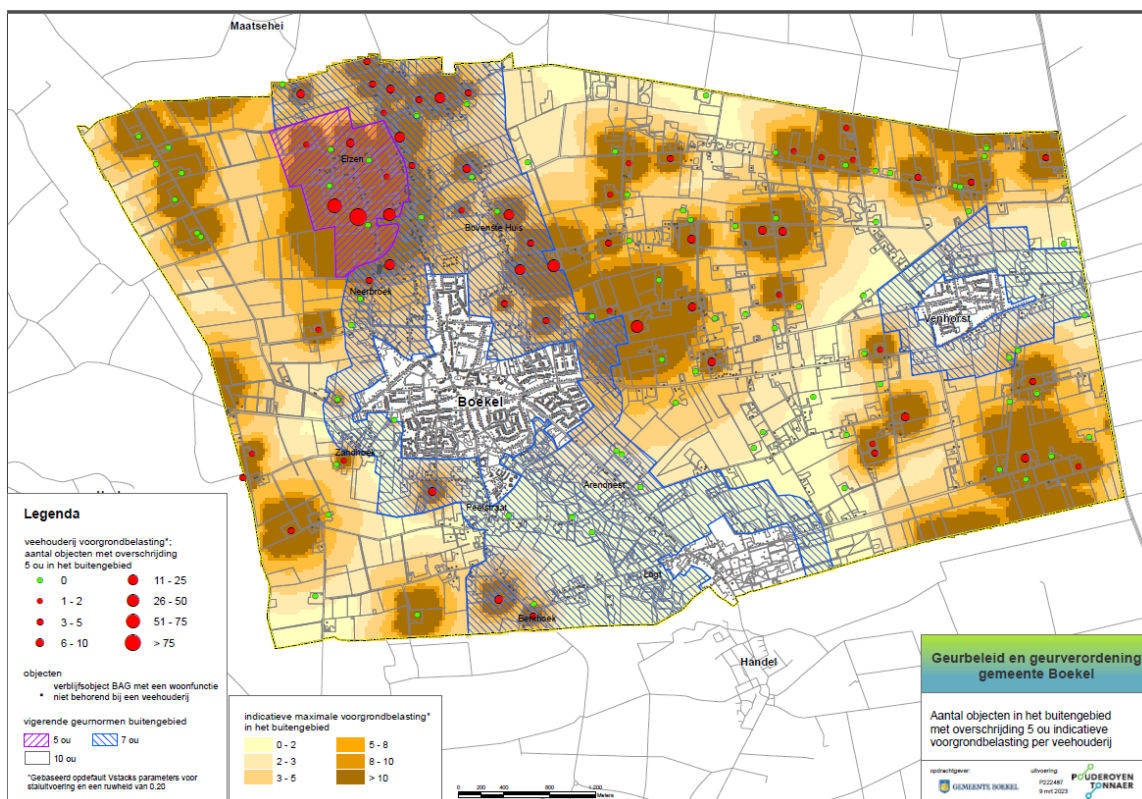 Maatsehei
Elzen
Bovenste Huis
Neerbroek
Venhorst
Boekel
Zandhoek
Arendnest
Peelstraat
Logt
Berkhoek
Handel
Legenda
veehouderij voorgrondbelasting*:
aantal objecten met overschrijding
5 ou in het buitengebied
0
11 - 25
1 - 2
26 - 50
3 - 5
51 - 75
6 - 10
> 75
objecten
verblijfsobject BAG met een woonfunctie
niet behorend bij een veehouderij
vigerende geurnormen buitengebied
5 ou
7 ou
10 ou
*Gebaseerd opdefault Vstacks parameters voor
staluitvoering en een ruwheid van 0.20
indicatieve maximale voorgrondbelasting*
in het buitengebied
0 - 2
5 - 8
2 - 3
8 - 10
3 - 5
> 10
0 200 400 600 800 1.000
Meters
Geurbeleid en geurverordening
gemeente Boekel
Aantal objecten in het buitengebied
met overschrijding 5 ou indicatieve
voorgrondbelasting per veehouderij
opdrachtgever:
uitvoering:
GEMEENTE BOEKEL
P222487
9 mrt 2023
POUDEROYEN
TONNAER